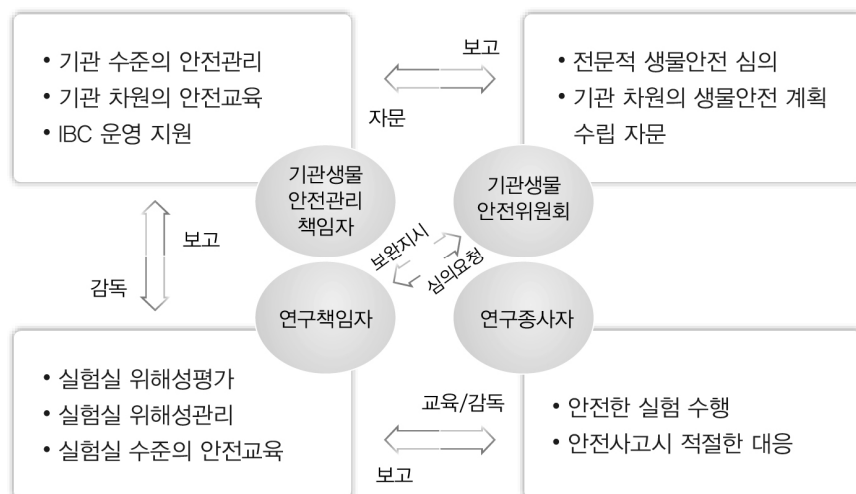 • 기관 수준의 안전관리
• 기관 차원의 안전교육
• IBC 운영 지원
보고
자문
• 전문적 생물안전 심의
• 기관 차원의 생물안전 계획
수립 자문
기관생물
안전관리
책임자
기관생물
안전위원회
보고
감독
보완지시
심의요청
연구책임자
연구종사자
• 실험실 위해성평가
• 실험실 위해성관리
• 실험실 수준의 안전교육
교육/감독
보고
• 안전한 실험 수행
• 안전사고시 적절한 대응